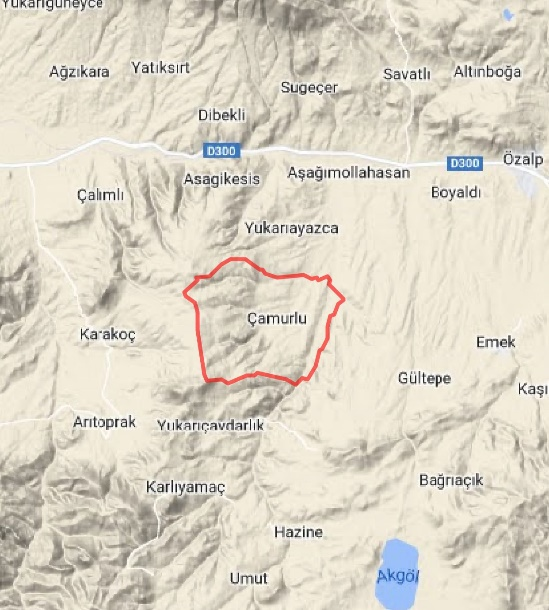 Yukarıgüneyce
Ağzıkara
Yatıksırt
Savatlı
Altınboğa
Sugeçer
Dibekli
D300
D300
Özalp
Asagikesis
Aşağımollahasan
Çalımlı
Boyaldı
Yukarıayazca
Çamurlu
Karakoç
Emek
Gültepe
Kaşı
Arıtoprak
Yukarıçavdarlık
Bağrıaçık
Karlıyamaç
Hazine
Umut
Akgöl